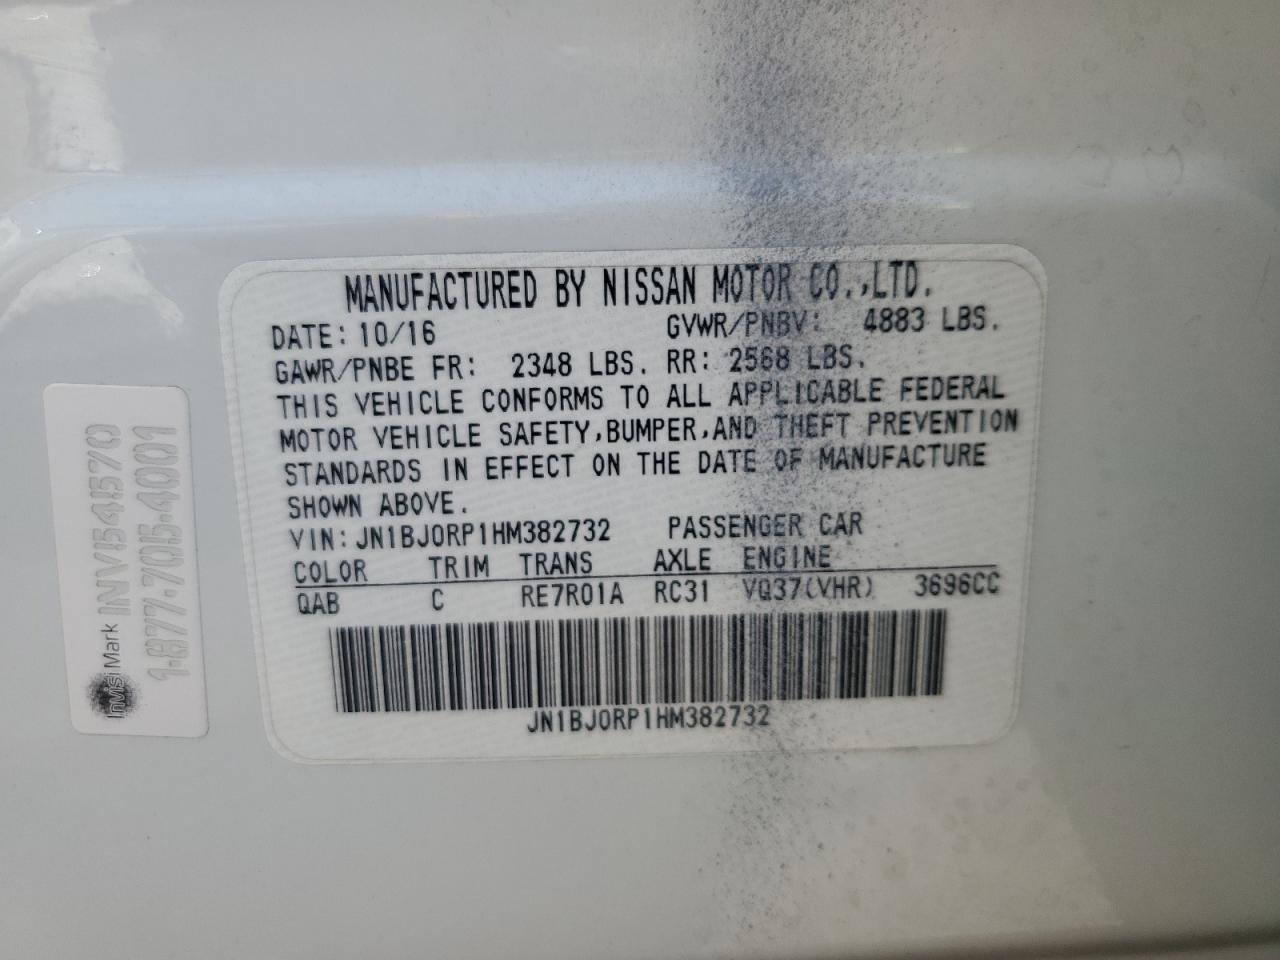 MANUFACTURED BY NISSAN MOTOR CO.,LTD.
DATE: 10/16 GVWR/PNBV: 4883 LBS.
GAWR/PNBE FR: 2348 LBS. RR: 2568 LBS.
THIS VEHICLE CONFORMS TO ALL APPLICABLE FEDERAL
MOTOR VEHICLE SAFETY,BUMPER,AND THEFT PREVENTION
STANDARDS IN EFFECT ON THE DATE OF MANUFACTURE
SHOWN ABOVE.
VIN: JN1BJ0RP1HM382732 PASSENGER CAR
COLOR TRIM TRANS AXLE ENGINE
QAB C RE7R01A RC31 VQ37(VHR) 3696CC
JN1BJ0RP1HM382732
InvisiMark INV5454570
1-877-705-4001